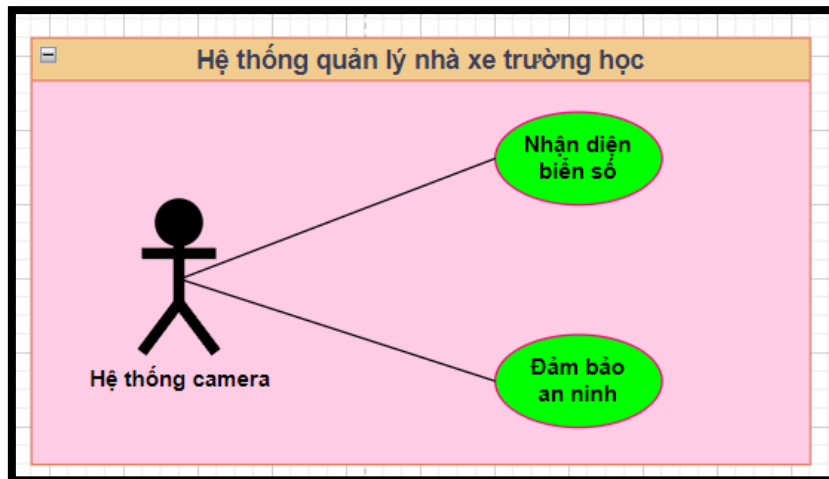 Hệ thống quản lý nhà xe trường học
Nhận diện
biển số
Hệ thống camera
Đảm bảo
an ninh